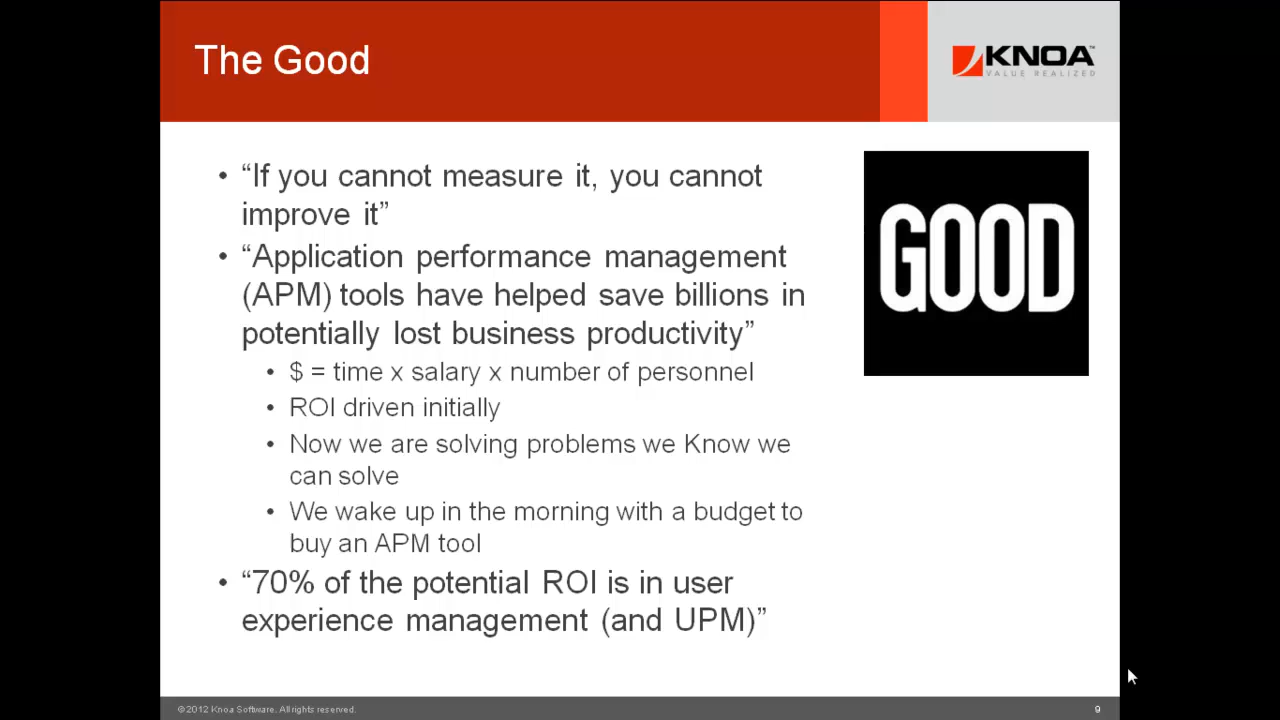 The Good
KNOA™
VALUE REALIZED
• “If you cannot measure it, you cannot
improve it”
• “Application performance management
(APM) tools have helped save billions in
potentially lost business productivity”
• $ = time x salary x number of personnel
• ROI driven initially
• Now we are solving problems we Know we
can solve
• We wake up in the morning with a budget to
buy an APM tool
• “70% of the potential ROI is in user
experience management (and UPM)”
GOOD
©2012 Knoa Software. All rights reserved.
9